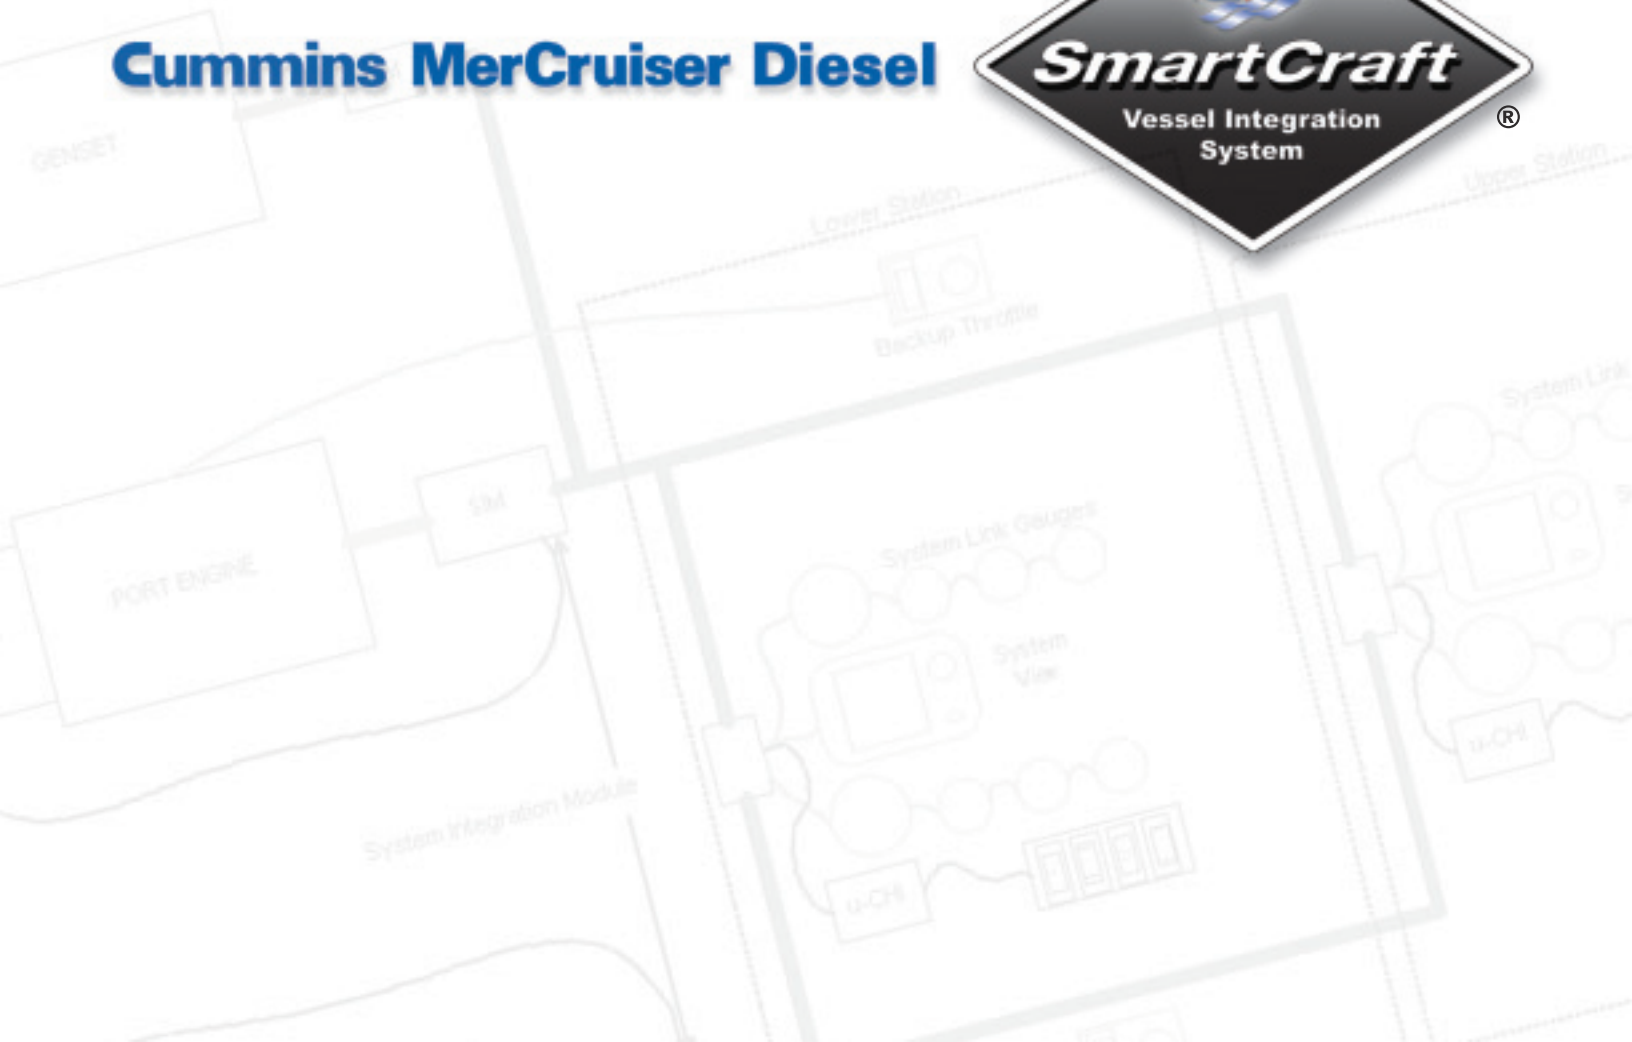 Cummins MerCruiser Diesel
SmartCraft
Vessel Integration
System
®
GENSET
Lower Station
Upper Station
Backup Throttle
System Link
SIM
System Link Gauges
PORT ENGINE
System
View
u-CHI
System Integration Module
u-CHI